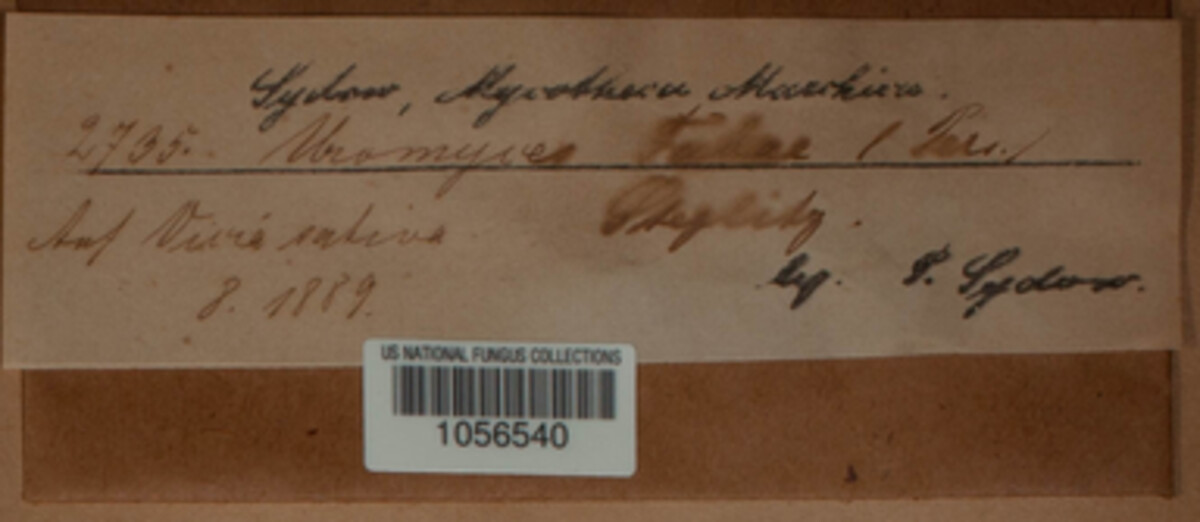 Sydow, Mycotheca Marchica.
2735. Uromyces Fabae (Pers.)
Auf Vicia sativa. Steglitz.
8. 1889. leg. P. Sydow.
US NATIONAL FUNGUS COLLECTIONS
1056540